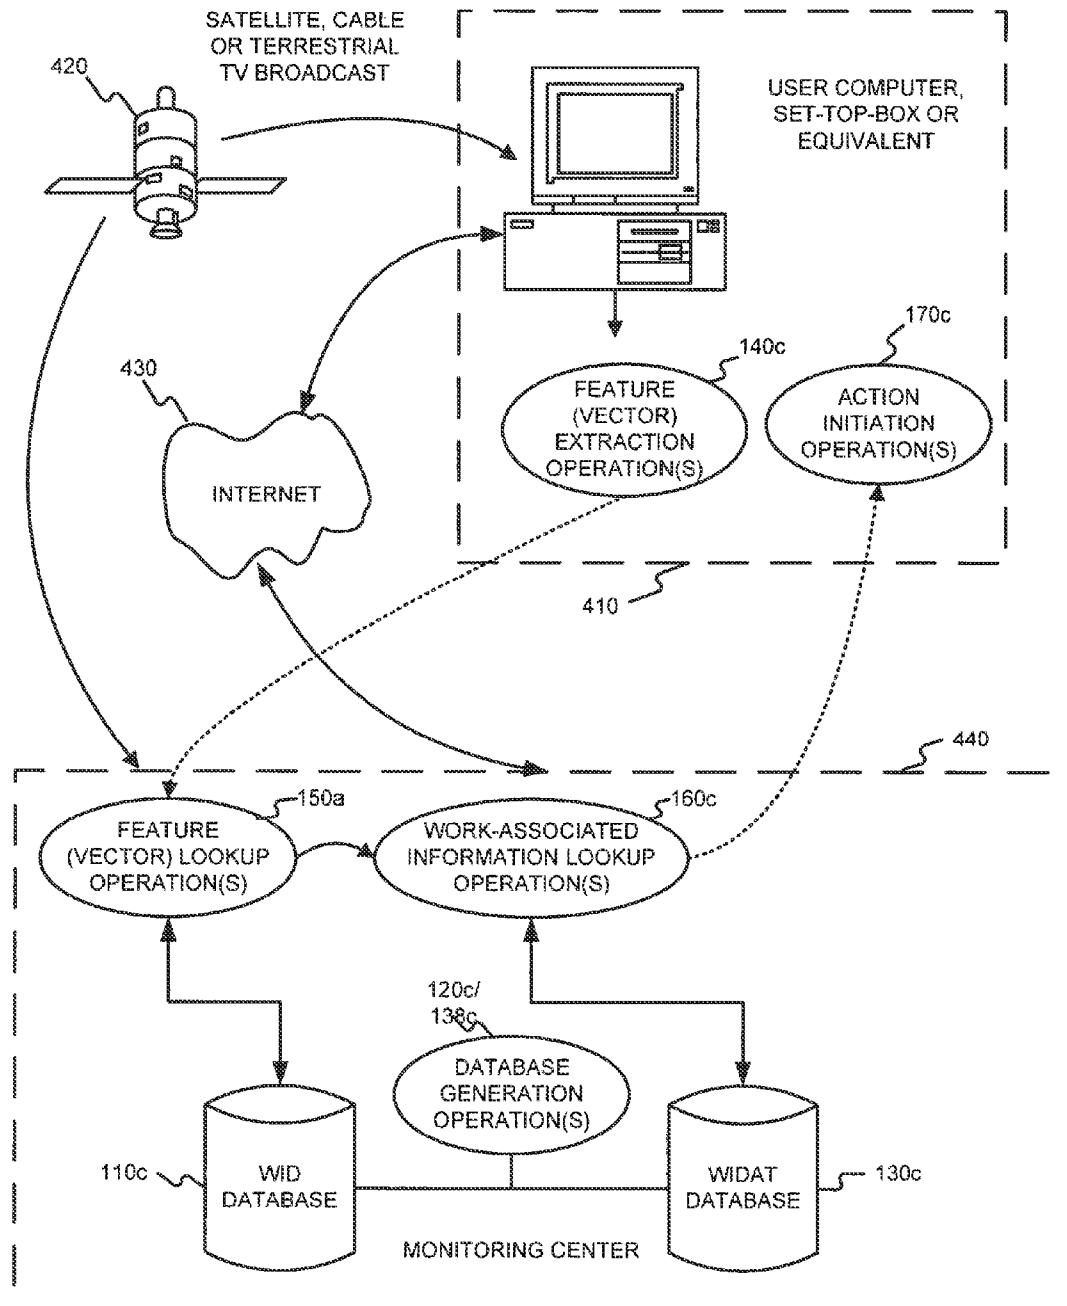 SATELLITE, CABLE
OR TERRESTRIAL
TV BROADCAST
420
USER COMPUTER,
SET-TOP-BOX OR
EQUIVALENT
170c
140c
430
FEATURE
(VECTOR)
EXTRACTION
OPERATION(S)
ACTION
INITIATION
OPERATION(S)
INTERNET
410
440
150a
160c
FEATURE
(VECTOR) LOOKUP
OPERATION(S)
WORK-ASSOCIATED
INFORMATION LOOKUP
OPERATION(S)
120c/
138c
DATABASE
GENERATION
OPERATION(S)
110c
WID
DATABASE
WIDAT
DATABASE
130c
MONITORING CENTER